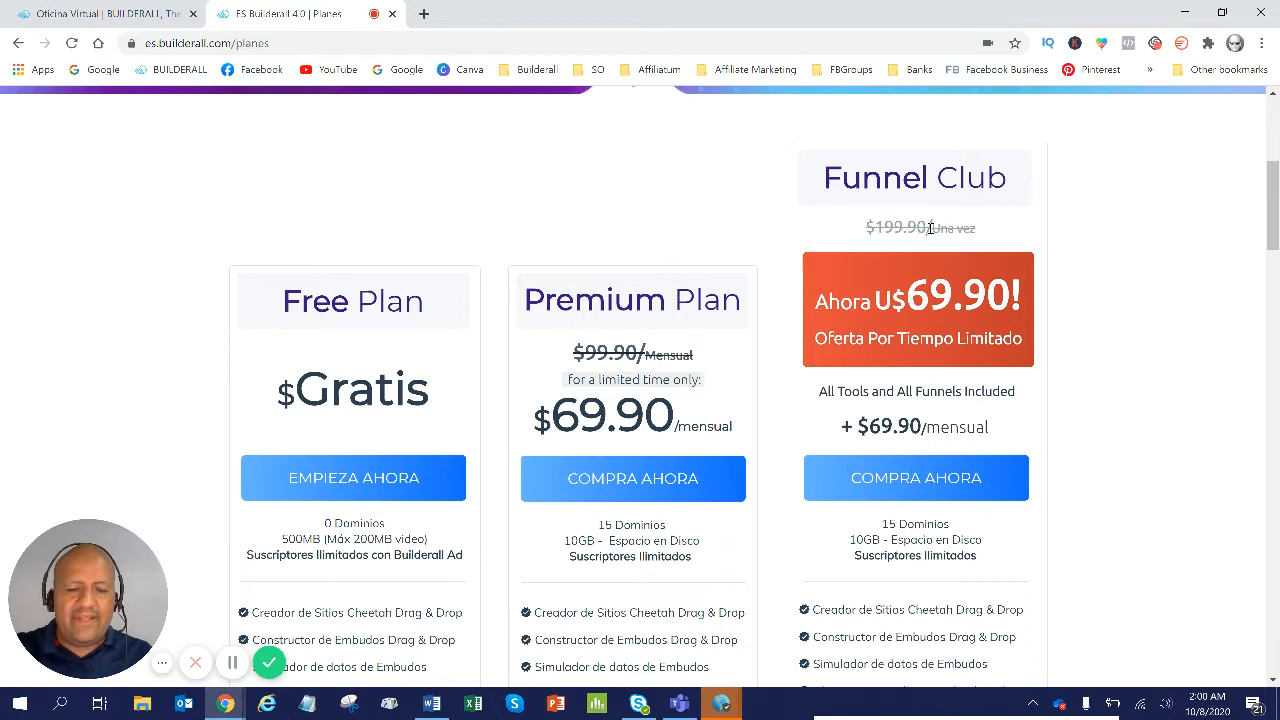 Oficina Virtual | BUILDERALL, The
ES Builderall 4.0 | Planes
es.builderall.com/planes
Apps
Google
BUILDERALL
Facebook
YouTube
Google
Canva
Builderall
SO
Affiliatum
Affiliate Marketing
FBGroups
Bank
FB Facebook Business
Pinterest
»
Other bookmarks
Funnel Club
$199.90/Una vez
Ahora U$69.90!
Oferta Por Tiempo Limitado
All Tools and All Funnels Included
+ $69.90/mensual
COMPRA AHORA
15 Dominios
10GB - Espacio en Disco
Suscriptores Ilimitados
Creador de Sitios Cheetah Drag & Drop
Constructor de Embudos Drag & Drop
Simulador de datos de Embudos
Free Plan
$Gratis
EMPIEZA AHORA
0 Dominios
500MB (Máx 200MB video)
Suscriptores Ilimitados con Builderall Ad
Creador de Sitios Cheetah Drag & Drop
Constructor de Embudos Drag & Drop
de datos de Embudos
Premium Plan
$99.90/Mensual
for a limited time only:
$69.90/mensual
COMPRA AHORA
15 Dominios
10GB - Espacio en Disco
Suscriptores Ilimitados
Creador de Sitios Cheetah Drag & Drop
Constructor de Embudos Drag & Drop
Simulador de datos de Embudos
2:00 AM
10/8/2020